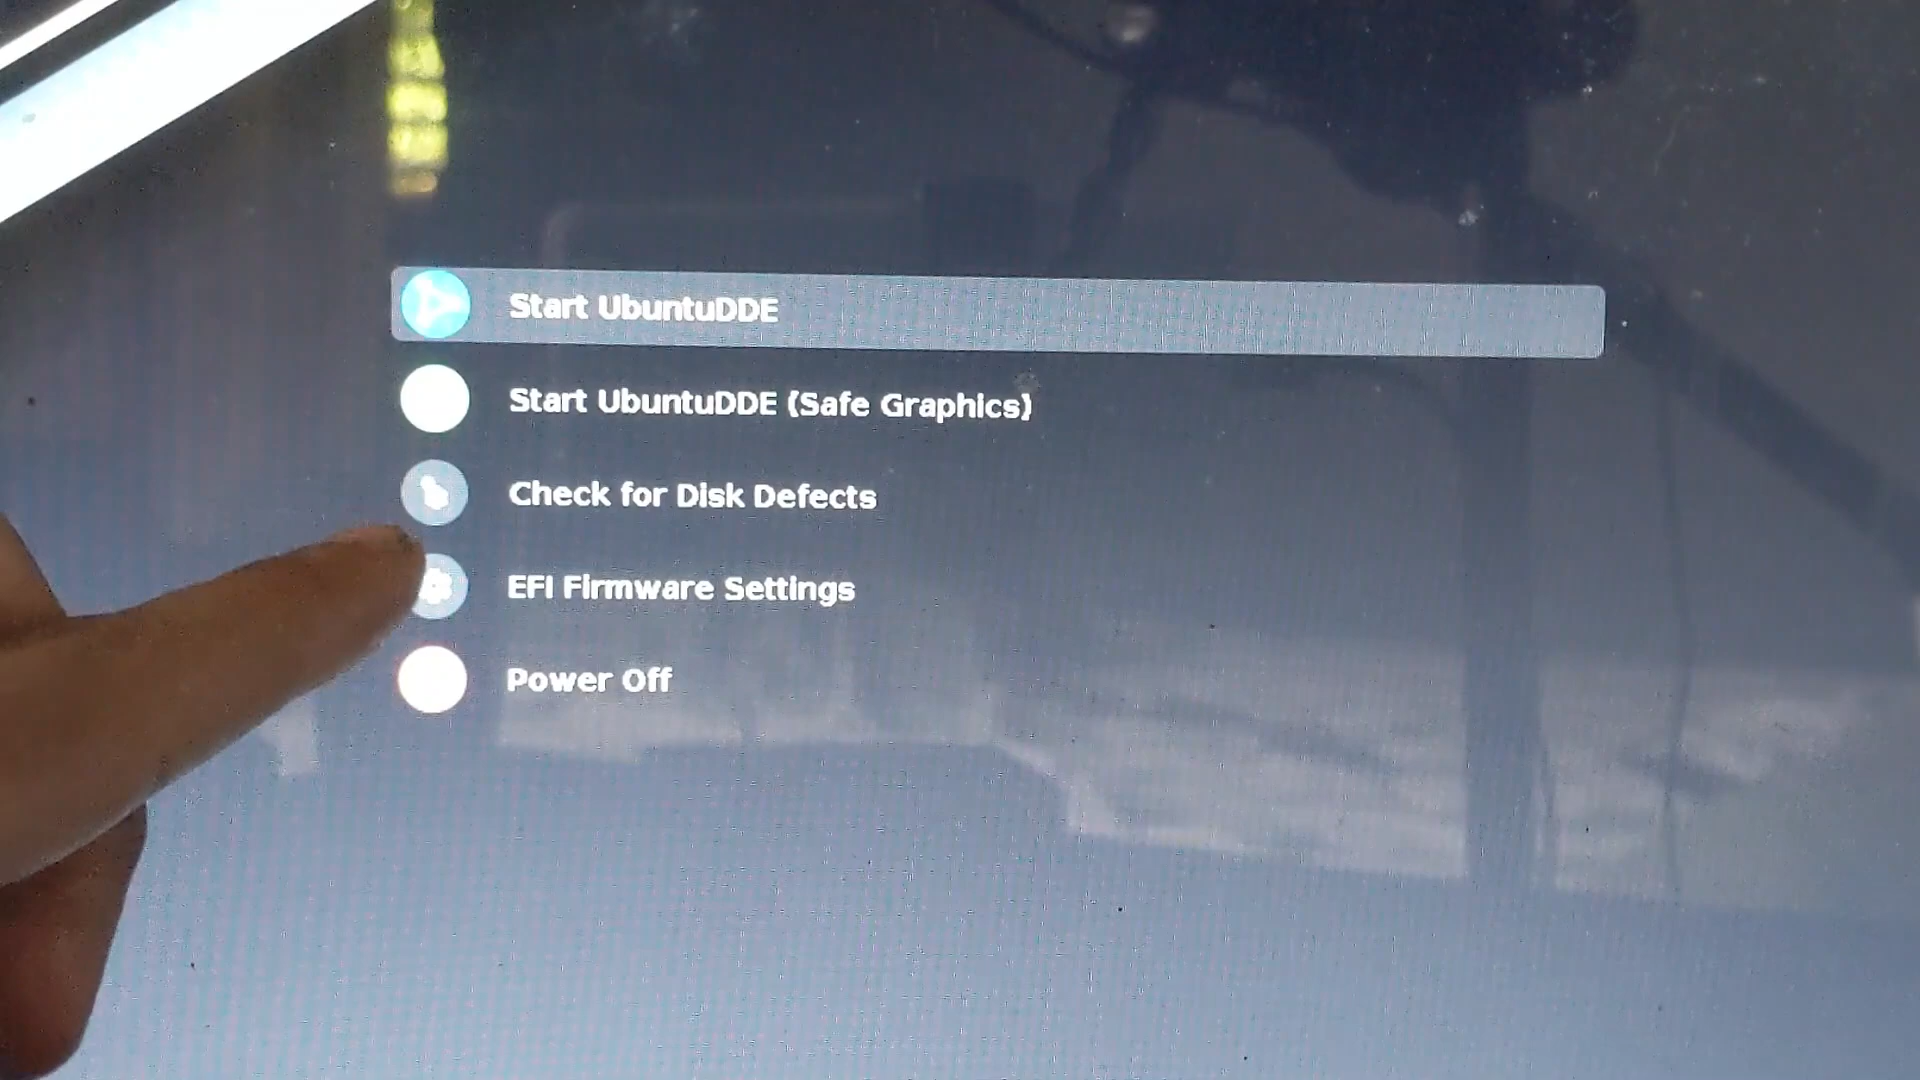 Start UbuntuDDE
Start UbuntuDDE (Safe Graphics)
Check for Disk Defects
EFI Firmware Settings
Power Off